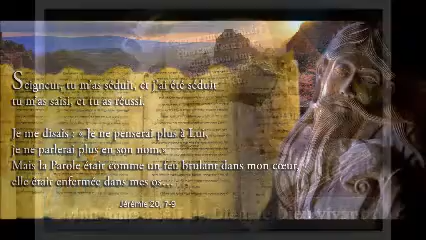 Seigneur, tu m'as séduit, et j'ai été séduit
tu m'as saisi, et tu as réussi.
Je me disais : « Je ne penserai plus à Lui,
je ne parlerai plus en son nom.»
Mais la Parole était comme un feu brulant dans mon cœur,
elle était enfermée dans mes os...
Jérémie 20, 7-9